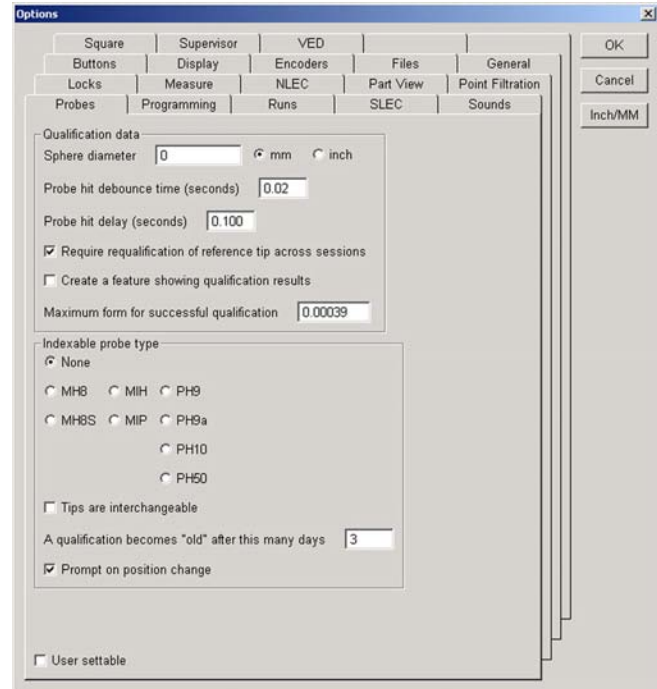 Options
Square Supervisor VED
Buttons Display Encoders Files General
Locks Measure NLEC Part View Point Filtration
Probes Programming Runs SLEC Sounds
OK
Cancel
Inch/MM
Qualification data
Sphere diameter 0 mm inch
Probe hit debounce time (seconds) 0.02
Probe hit delay (seconds) 0.100
Require requalification of reference tip across sessions
Create a feature showing qualification results
Maximum form for successful qualification 0.00039
Indexable probe type
None
MH8 MIH PH9
MH8S MIP PH9a
PH10
PH50
Tips are interchangeable
A qualification becomes "old" after this many days 3
Prompt on position change
User settable